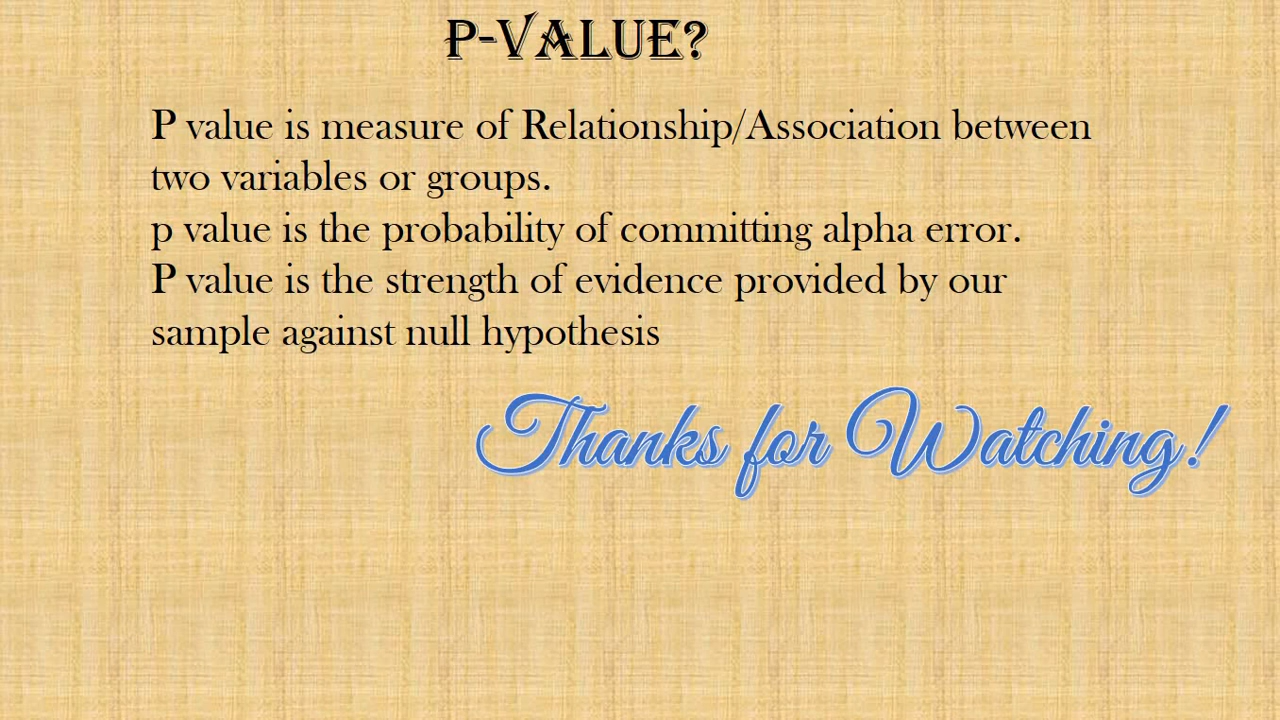 P-VALUE?
P value is measure of Relationship/Association between
two variables or groups.
p value is the probability of committing alpha error.
P value is the strength of evidence provided by our
sample against null hypothesis
Thanks for Watching!